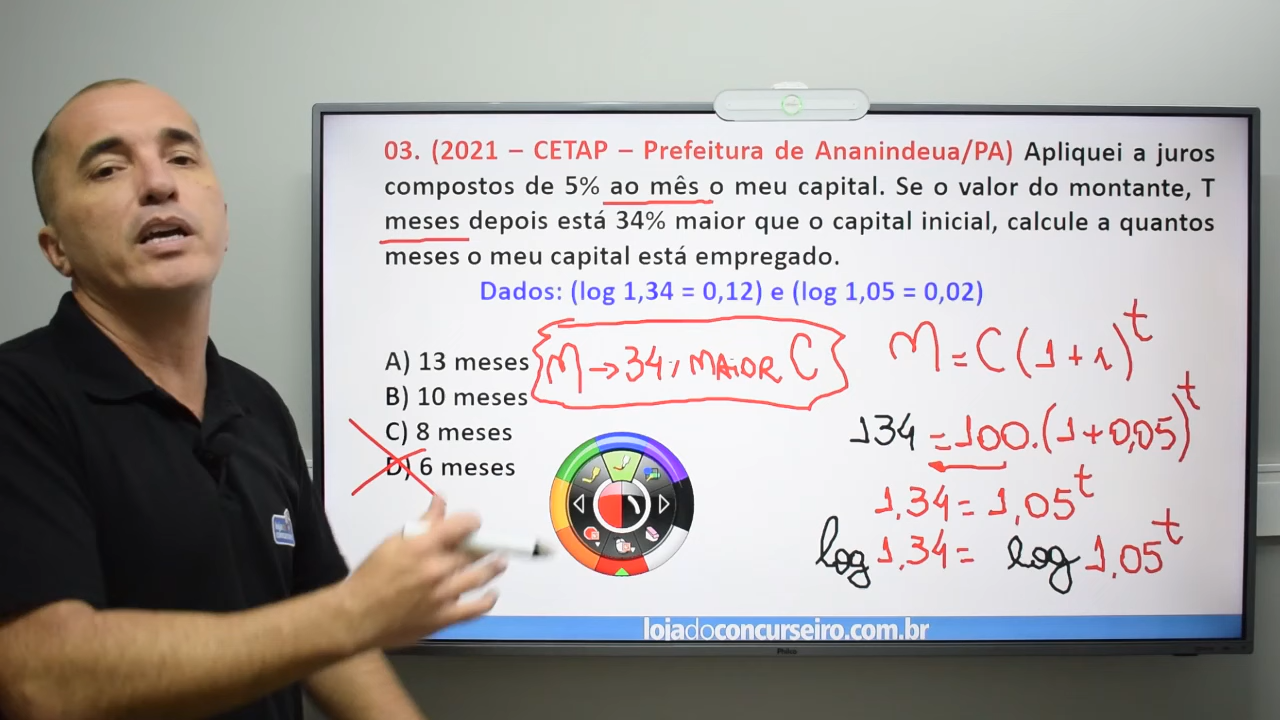 03. (2021 – CETAP – Prefeitura de Ananindeua/PA) Apliquei a juros
compostos de 5% ao mês o meu capital. Se o valor do montante, T
meses depois está 34% maior que o capital inicial, calcule a quantos
meses o meu capital está empregado.
Dados: (log 1,34 = 0,12) e (log 1,05 = 0,02)
A) 13 meses
B) 10 meses
C) 8 meses
D) 6 meses
M → 34% MAIOR C
M = C (1 + i)^t
134 = 100.(1 + 0,05)^t
1,34 = 1,05^t
log 1,34 = log 1,05^t
lojadoconcurseiro.com.br
Philco